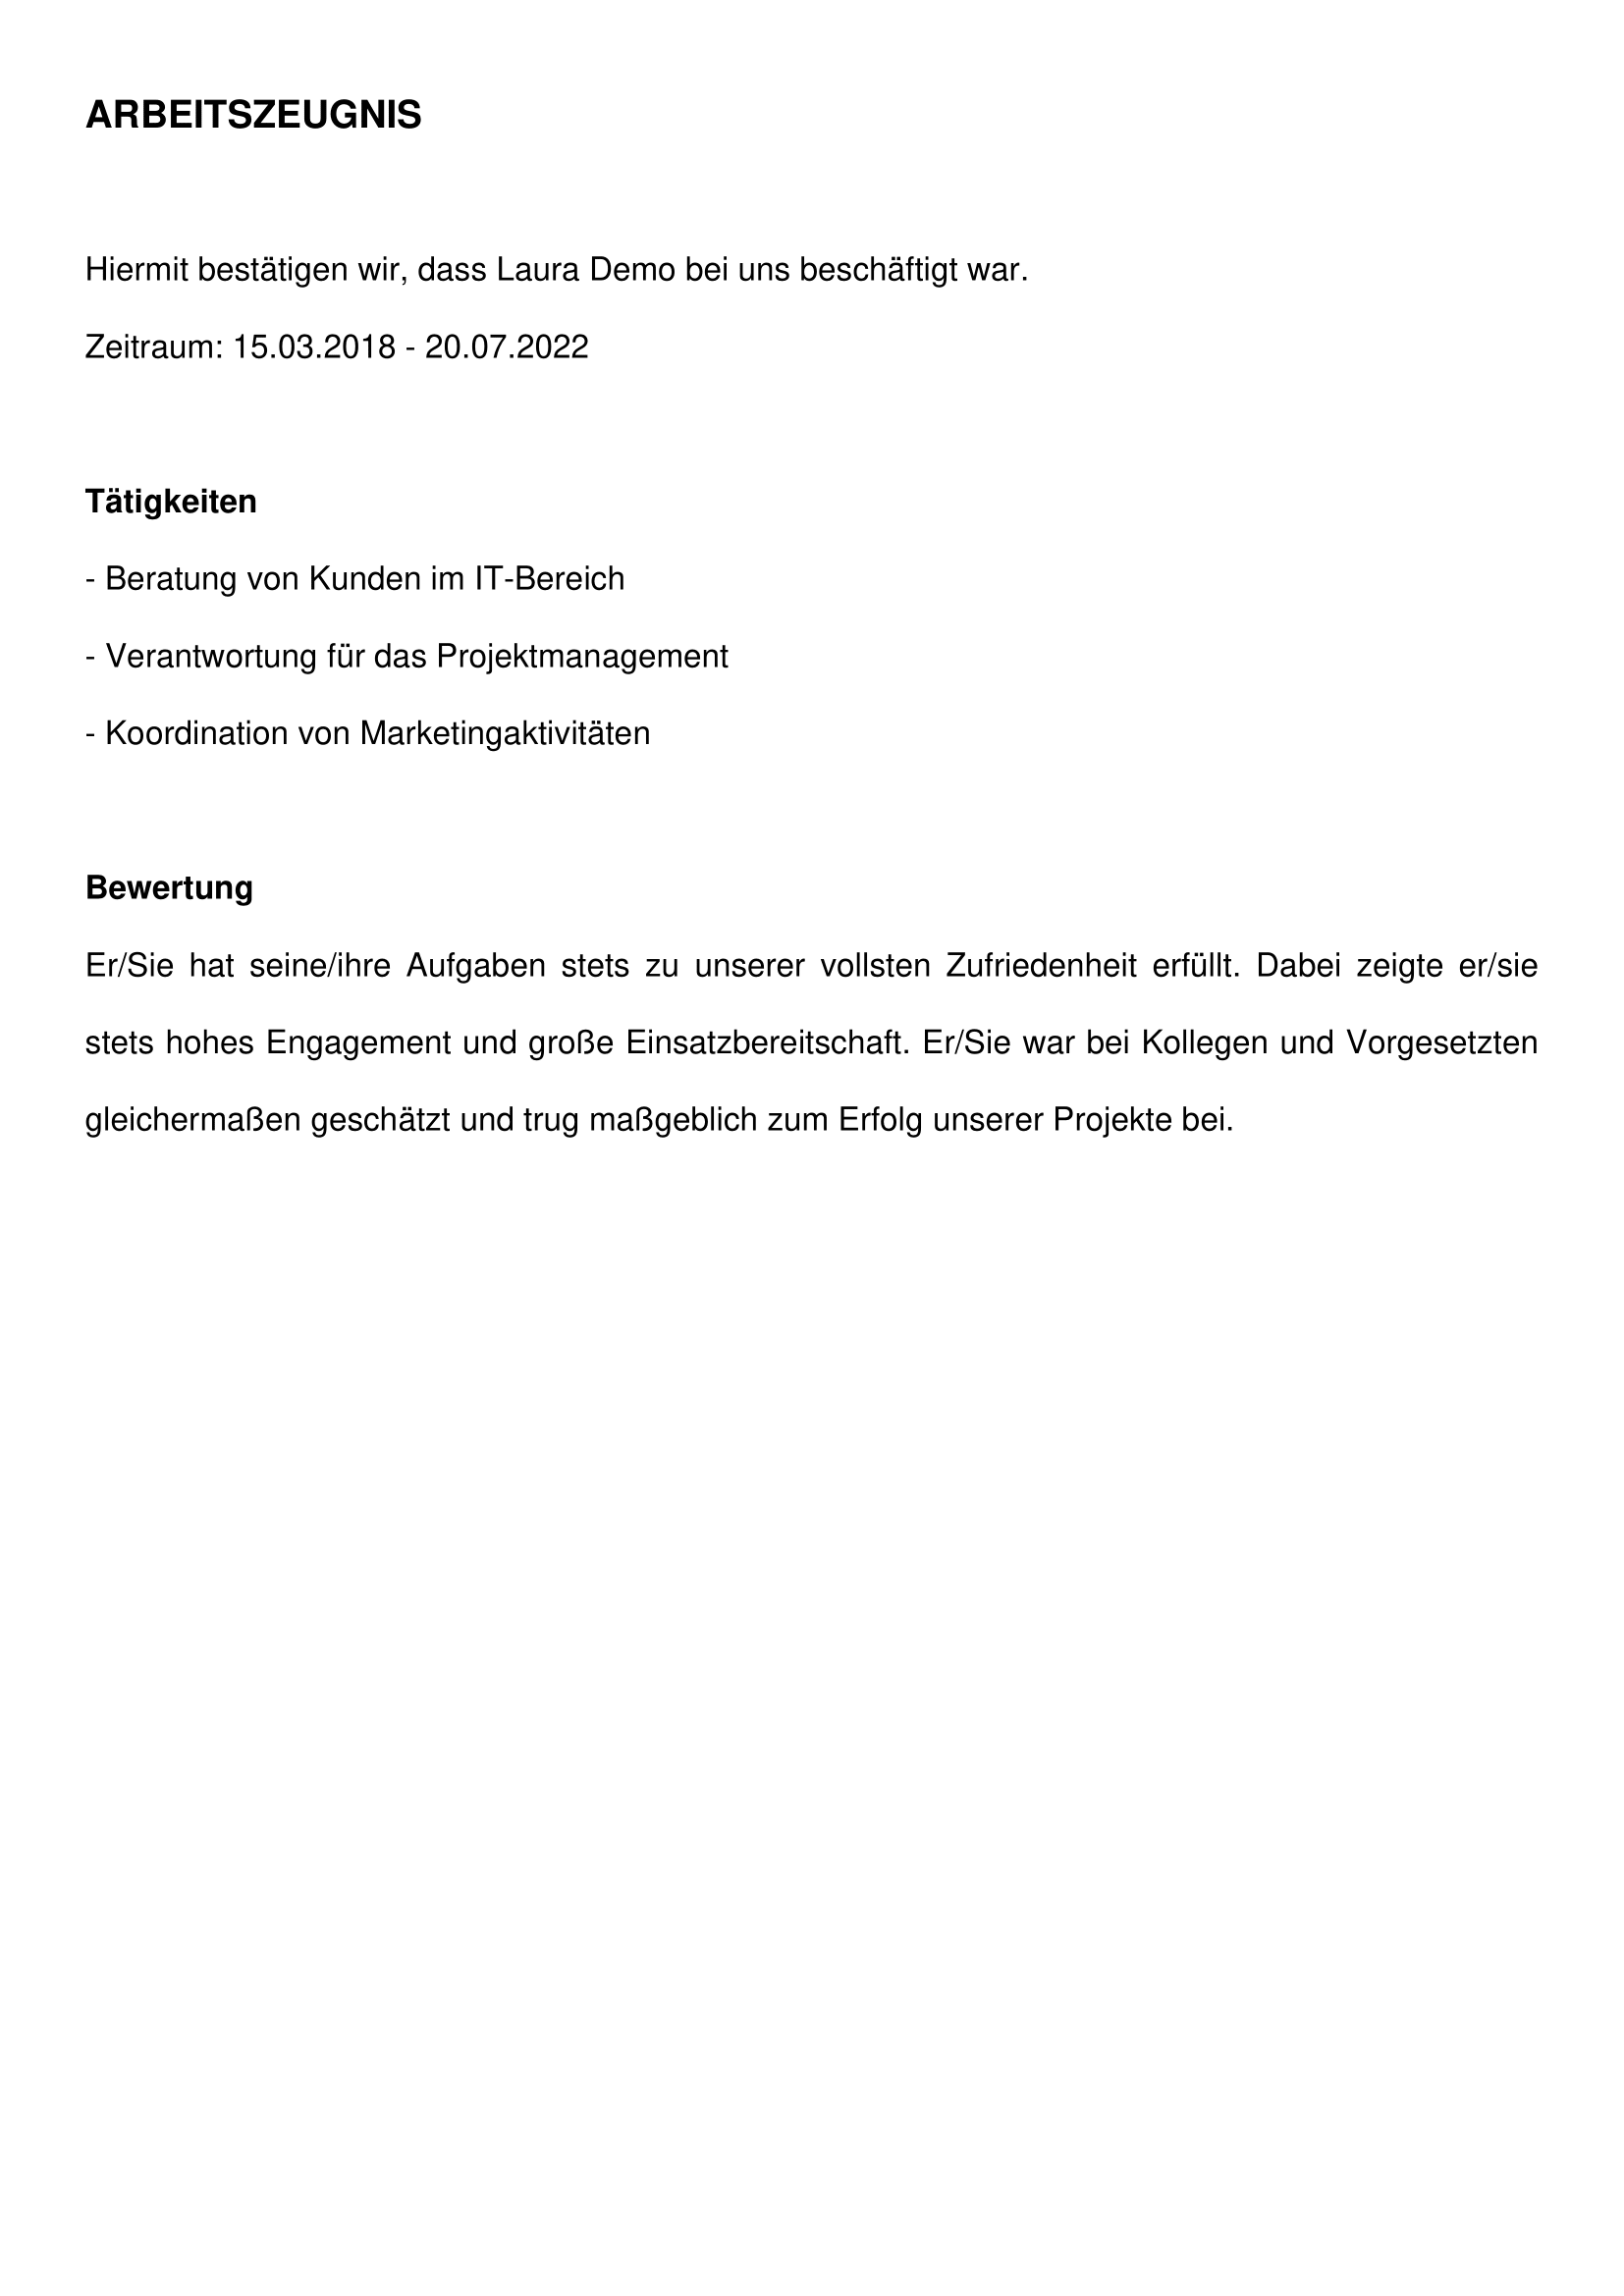 ARBEITSZEUGNIS
Hiermit bestätigen wir, dass Laura Demo bei uns beschäftigt war.
Zeitraum: 15.03.2018 - 20.07.2022
Tätigkeiten
- Beratung von Kunden im IT-Bereich
- Verantwortung für das Projektmanagement
- Koordination von Marketingaktivitäten
Bewertung
Er/Sie hat seine/ihre Aufgaben stets zu unserer vollsten Zufriedenheit erfüllt. Dabei zeigte er/sie
stets hohes Engagement und große Einsatzbereitschaft. Er/Sie war bei Kollegen und Vorgesetzten
gleichermaßen geschätzt und trug maßgeblich zum Erfolg unserer Projekte bei.